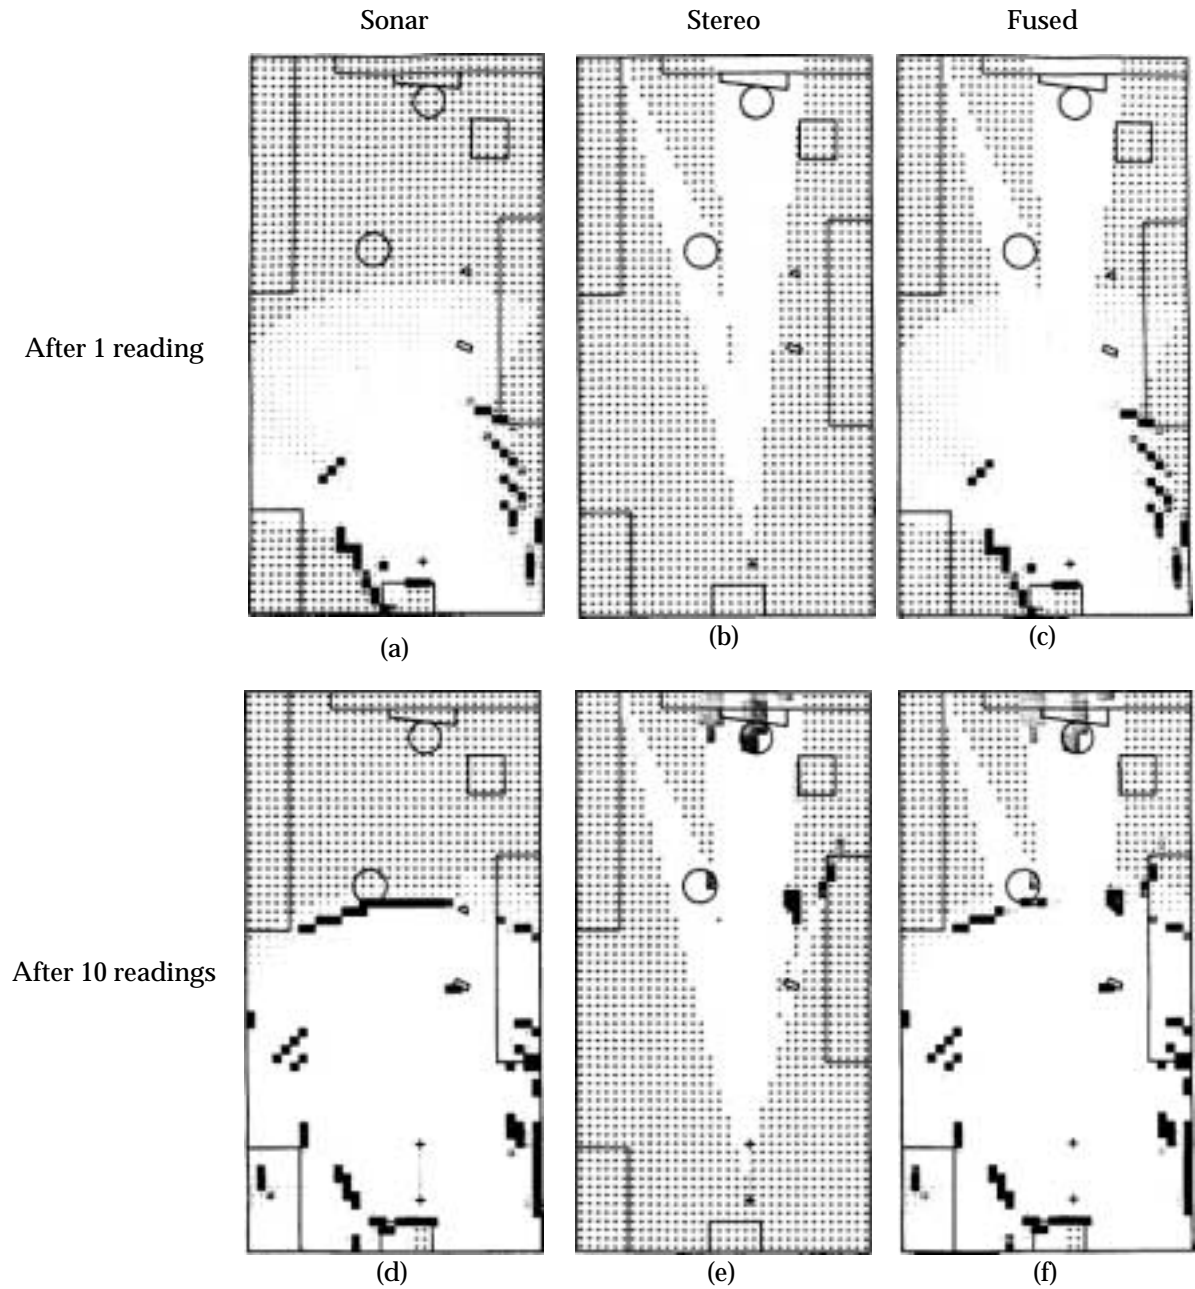 Sonar Stereo Fused
After 1 reading
(a) (b) (c)
After 10 readings
(d) (e) (f)